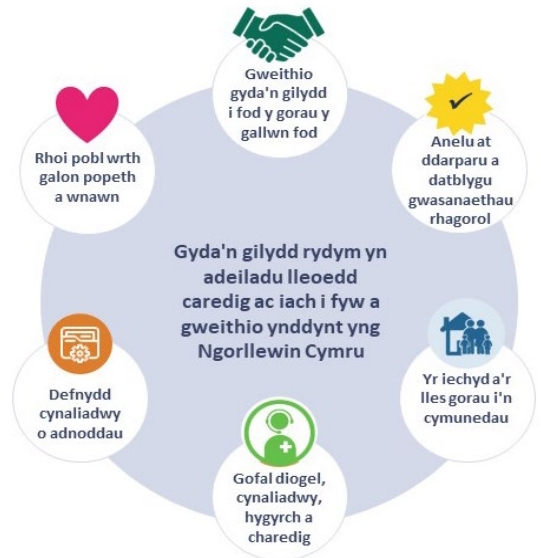 Gweithio
gyda'n gilydd
i fod y gorau y
gallwn fod
Anelu at
ddarparu a
datblygu
gwasanaethau
rhagorol
Rhoi pobl wrth
galon popeth
a wnawn
Gyda'n gilydd rydym yn
adeiladu lleoedd
caredig ac iach i fyw a
gweithio ynddynt yng
Ngorllewin Cymru
Yr iechyd a'r
lles gorau i'n
cymunedau
Defnydd
cynaliadwy
o adnoddau
Gofal diogel,
cynaliadwy,
hygyrch a
charedig